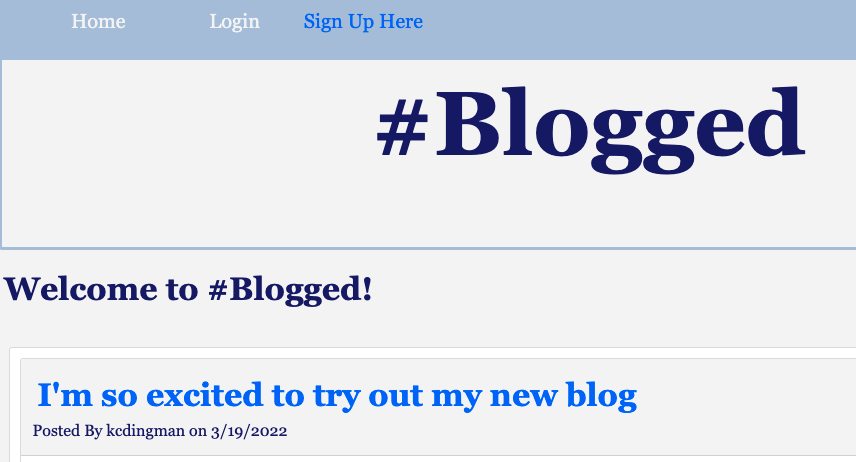 Home Login Sign Up Here
#Blogged
Welcome to #Blogged!
I'm so excited to try out my new blog
Posted By kcdingman on 3/19/2022